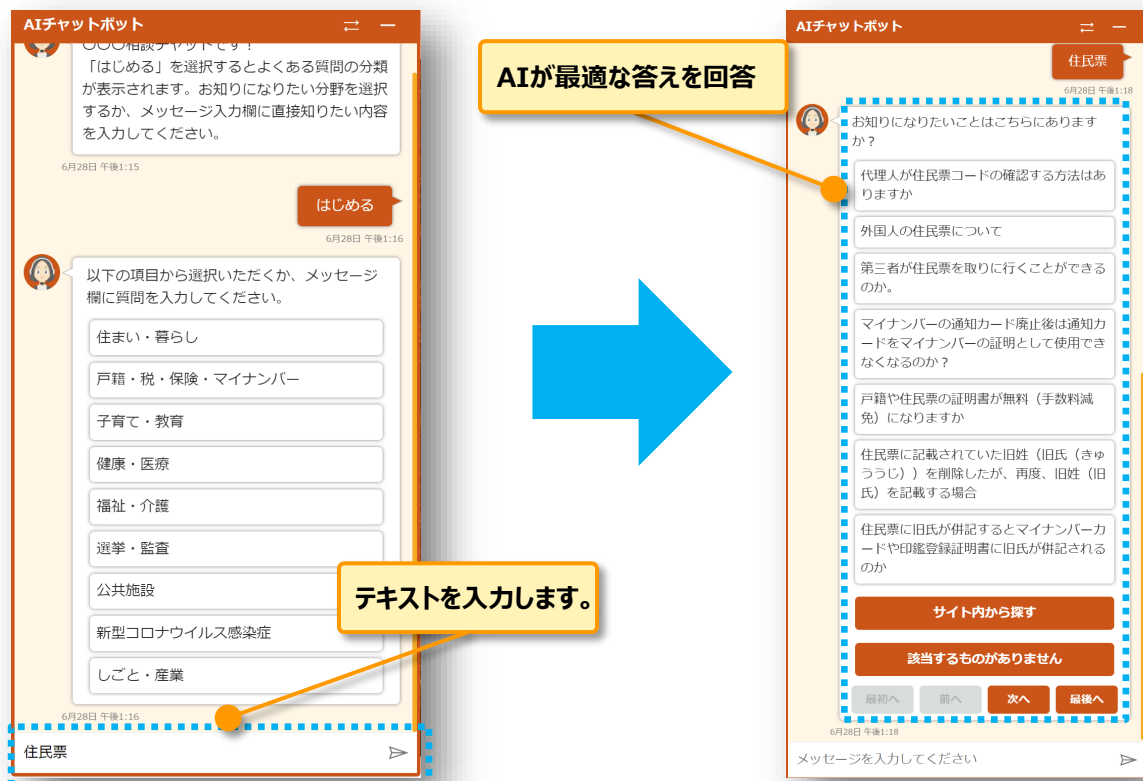 AIチャットボット
〇〇〇相談チャットです！
「はじめる」を選択するとよくある質問の分類
が表示されます。お知りになりたい分野を選択
するか、メッセージ入力欄に直接知りたい内容
を入力してください。
6月28日 午後1:15
はじめる
6月28日 午後1:16
以下の項目から選択いただくか、メッセージ
欄に質問を入力してください。
住まい・暮らし
戸籍・税・保険・マイナンバー
子育て・教育
健康・医療
福祉・介護
選挙・監査
公共施設
新型コロナウイルス感染症
しごと・産業
6月28日 午後1:16
住民票
テキストを入力します。
AIが最適な答えを回答
AIチャットボット
住民票
6月28日 午後1:18
お知りになりたいことはこちらにあります
か？
代理人が住民票コードの確認する方法はあ
りますか
外国人の住民票について
第三者が住民票を取りに行くことができる
のか。
マイナンバーの通知カード廃止後は通知カ
ードをマイナンバーの証明として使用でき
なくなるのか？
戸籍や住民票の証明書が無料（手数料減
免）になりますか
住民票に記載されていた旧姓（旧氏（きゅ
ううじ））を削除したが、再度、旧姓（旧
氏）を記載する場合
住民票に旧氏が併記するとマイナンバーカ
ードや印鑑登録証明書に旧氏が併記される
のか
サイト内から探す
該当するものがありません
最初へ 前へ 次へ 最後へ
6月28日 午後1:18
メッセージを入力してください